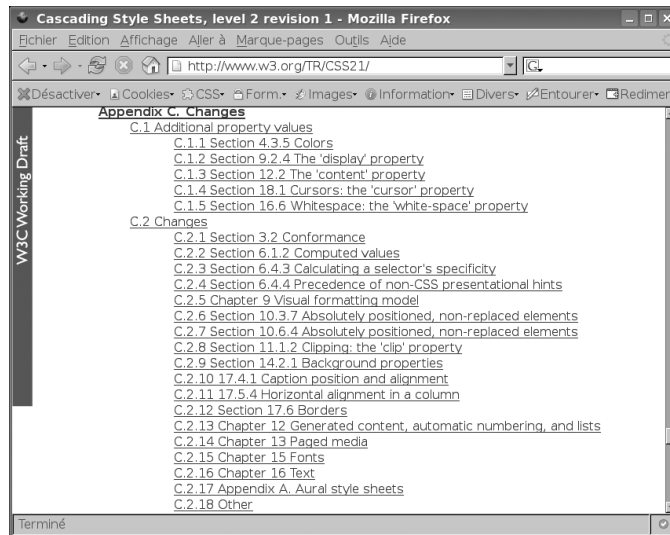 Cascading Style Sheets, level 2 revision 1 - Mozilla Firefox
Fichier Edition Affichage Aller à Marque-pages Outils Aide
http://www.w3.org/TR/CSS21/ G
Désactiver Cookies CSS Form. Images Information Divers Entourer Redimer
W3C Working Draft
Appendix C. Changes
C.1 Additional property values
C.1.1 Section 4.3.5 Colors
C.1.2 Section 9.2.4 The 'display' property
C.1.3 Section 12.2 The 'content' property
C.1.4 Section 18.1 Cursors: the 'cursor' property
C.1.5 Section 16.6 Whitespace: the 'white-space' property
C.2 Changes
C.2.1 Section 3.2 Conformance
C.2.2 Section 6.1.2 Computed values
C.2.3 Section 6.4.3 Calculating a selector's specificity
C.2.4 Section 6.4.4 Precedence of non-CSS presentational hints
C.2.5 Chapter 9 Visual formatting model
C.2.6 Section 10.3.7 Absolutely positioned, non-replaced elements
C.2.7 Section 10.6.4 Absolutely positioned, non-replaced elements
C.2.8 Section 11.1.2 Clipping: the 'clip' property
C.2.9 Section 14.2.1 Background properties
C.2.10 17.4.1 Caption position and alignment
C.2.11 17.5.4 Horizontal alignment in a column
C.2.12 Section 17.6 Borders
C.2.13 Chapter 12 Generated content, automatic numbering, and lists
C.2.14 Chapter 13 Paged media
C.2.15 Chapter 15 Fonts
C.2.16 Chapter 16 Text
C.2.17 Appendix A. Aural style sheets
C.2.18 Other
Terminé